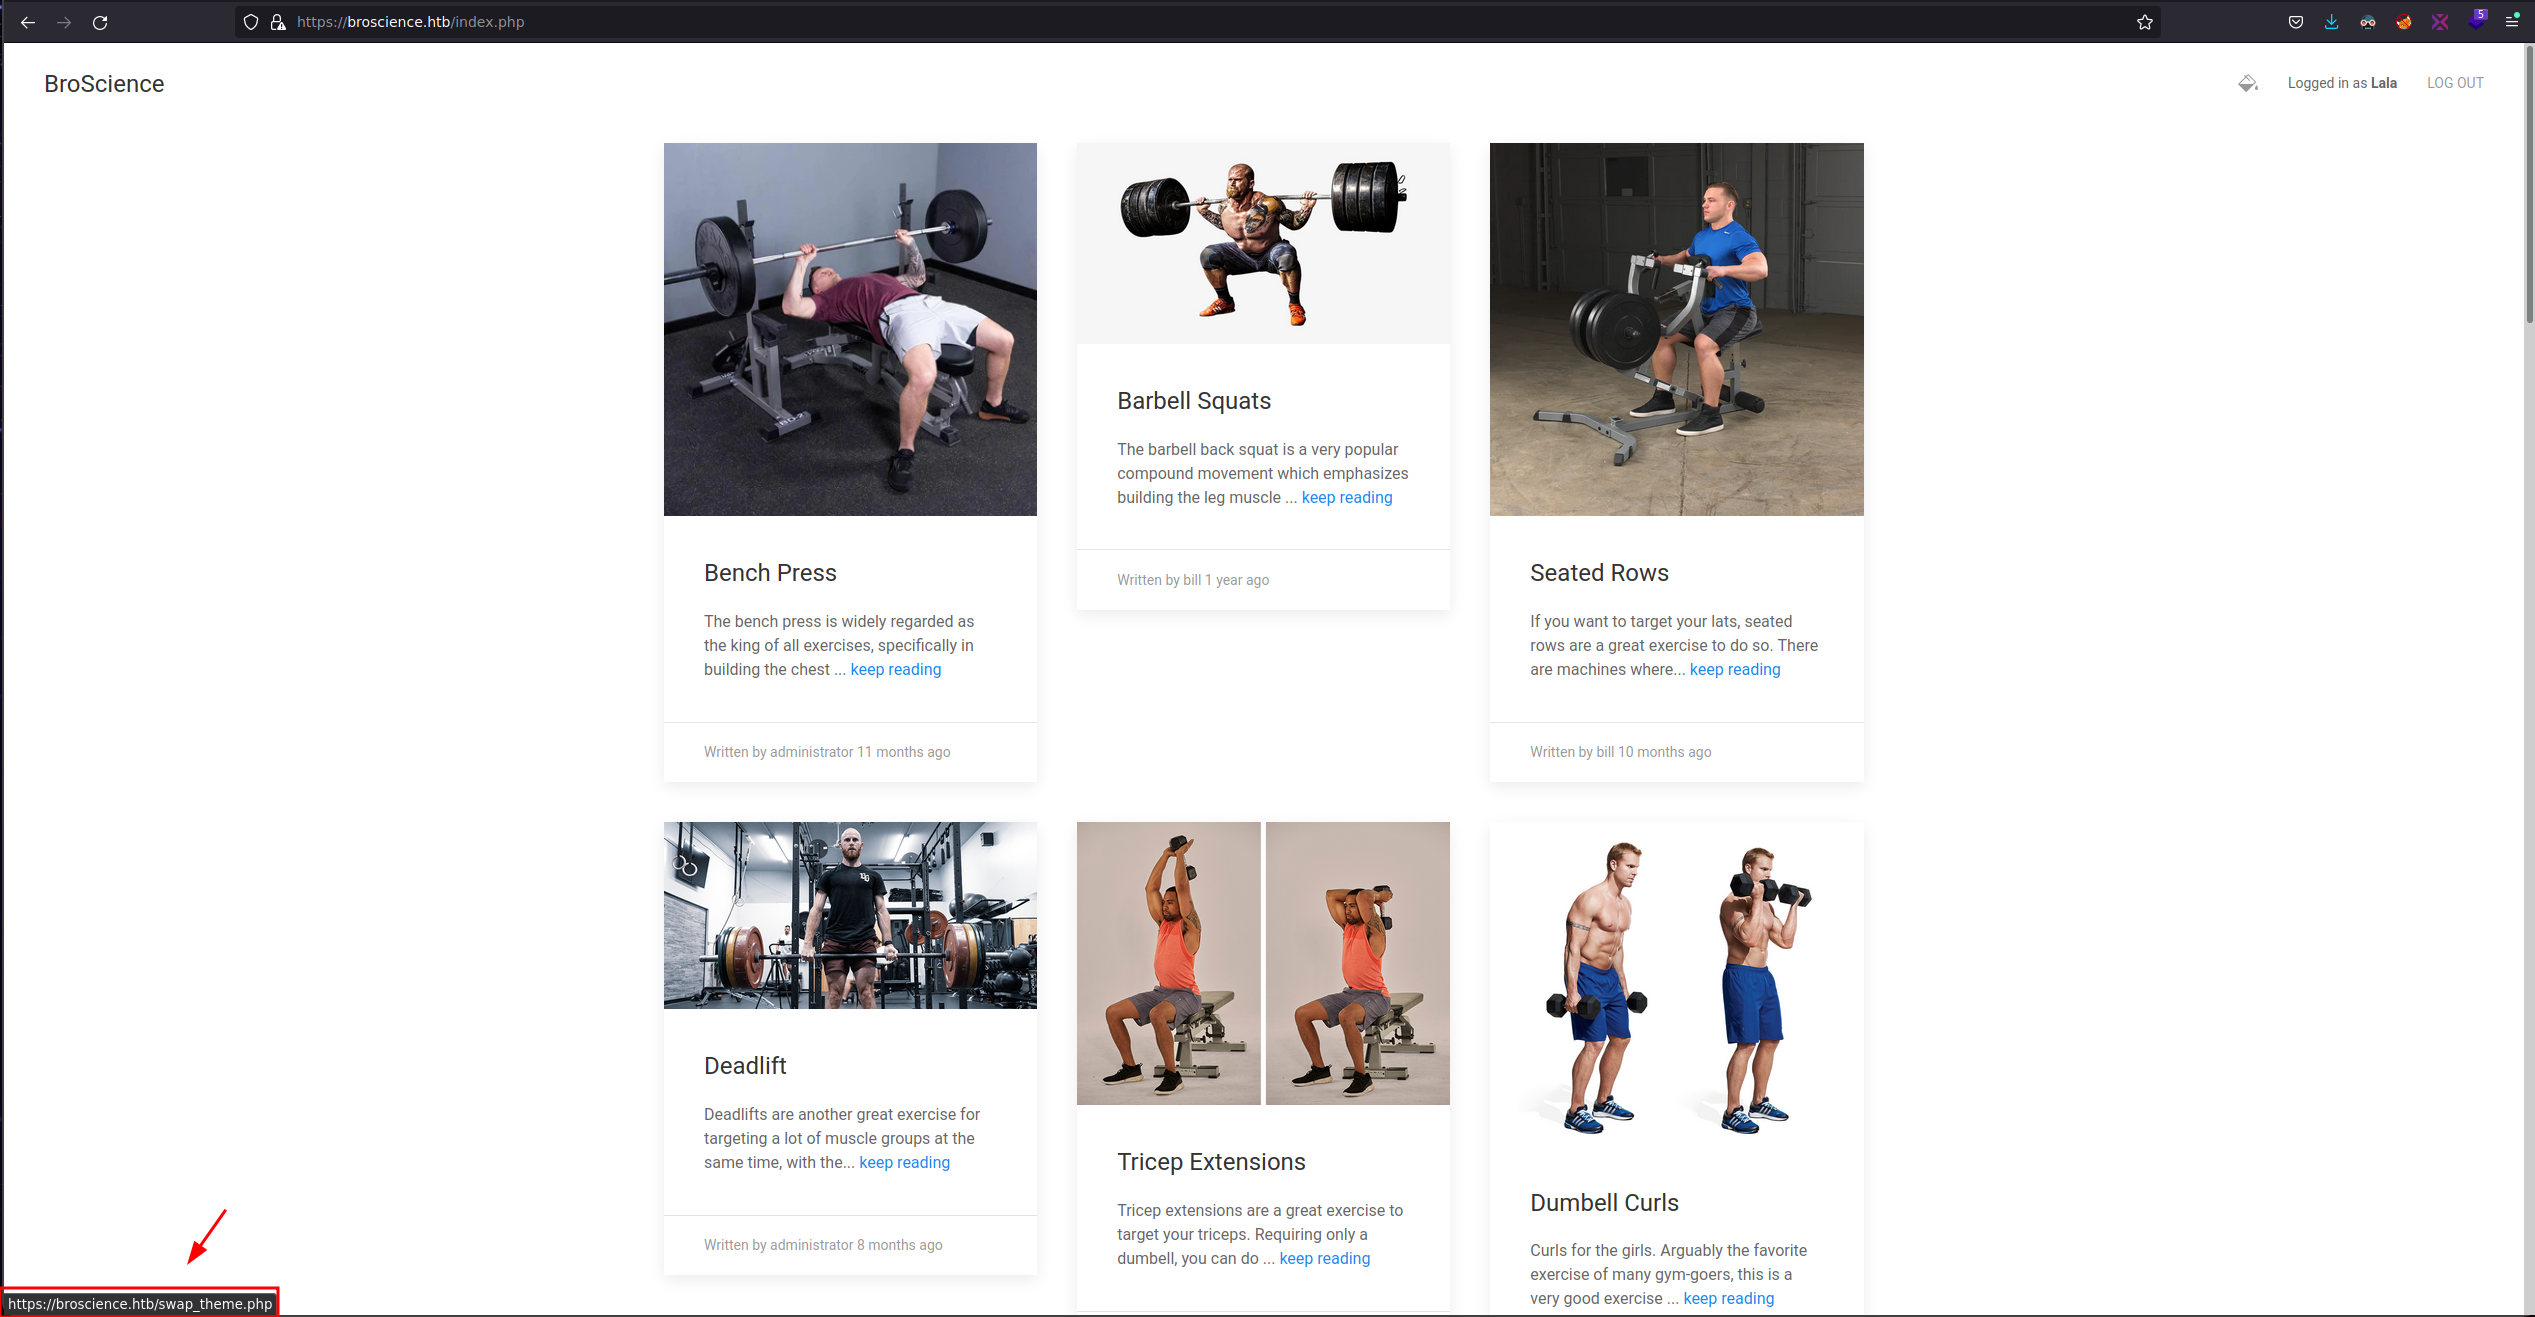 https://broscience.htb/index.php
5
BroScience
Logged in as Lala
LOG OUT
Bench Press
The bench press is widely regarded as
the king of all exercises, specifically in
building the chest ... keep reading
Written by administrator 11 months ago
Barbell Squats
The barbell back squat is a very popular
compound movement which emphasizes
building the leg muscle ... keep reading
Written by bill 1 year ago
Seated Rows
If you want to target your lats, seated
rows are a great exercise to do so. There
are machines where... keep reading
Written by bill 10 months ago
Deadlift
Deadlifts are another great exercise for
targeting a lot of muscle groups at the
same time, with the... keep reading
Written by administrator 8 months ago
Tricep Extensions
Tricep extensions are a great exercise to
target your triceps. Requiring only a
dumbell, you can do ... keep reading
Dumbell Curls
Curls for the girls. Arguably the favorite
exercise of many gym-goers, this is a
very good exercise ... keep reading
https://broscience.htb/swap_theme.php